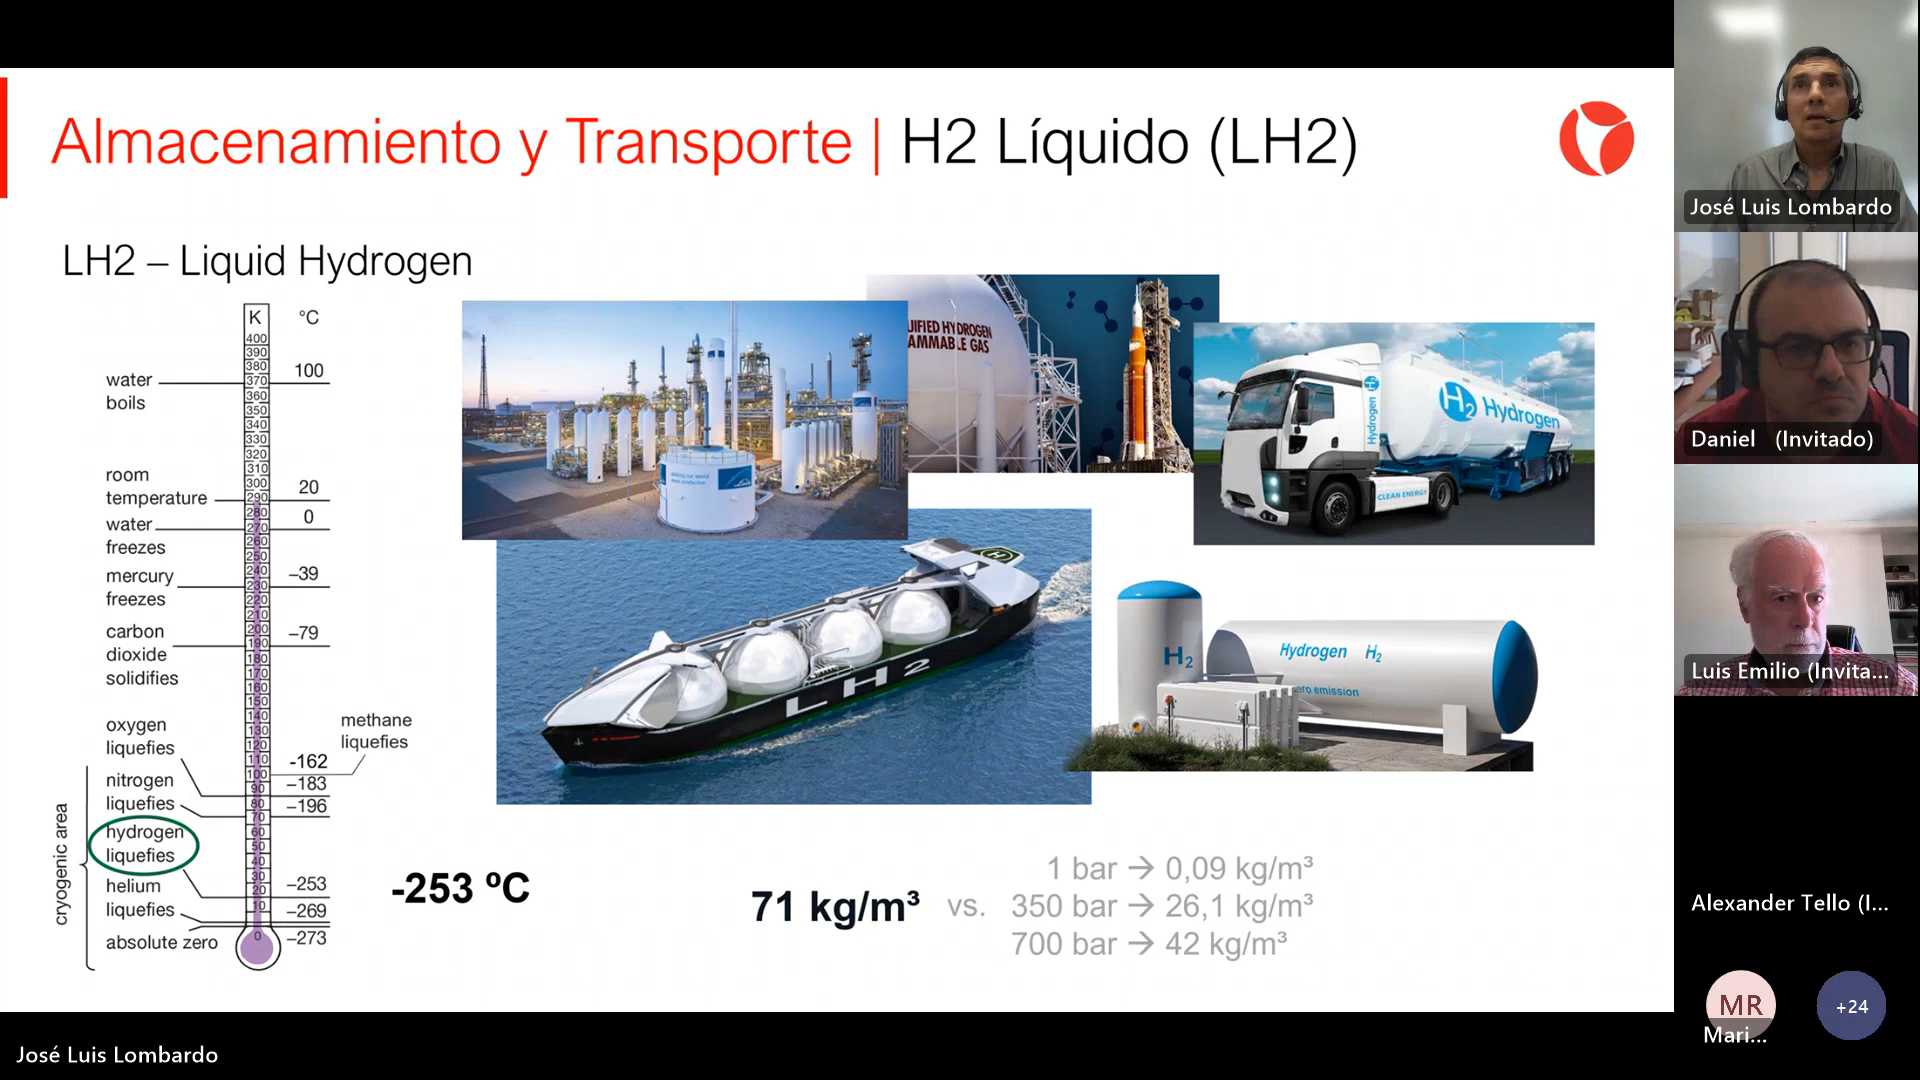 Almacenamiento y Transporte | H2 Líquido (LH2)
LH2 – Liquid Hydrogen
K °C
400
390
380
370
360
350
340
330
320
310
300
290
280
270
260
250
240
230
220
210
200
190
180
170
160
150
140
130
120
110
100
90
80
70
60
50
40
30
20
10
0
water
boils
100
room
temperature
20
water
freezes
0
mercury
freezes
–39
carbon
dioxide
solidifies
–79
oxygen
liquefies
methane
liquefies
-162
–183
nitrogen
liquefies
–196
hydrogen
liquefies
–253
helium
liquefies
–269
absolute zero
–273
cryogenic area
UIFIED HYDROGEN
AMMABLE GAS
Hydrogen H2
H2 Hydrogen
CLEAN ENERGY
L H 2
H
H2
Hydrogen H2
ero emission
-253 ºC
71 kg/m³ vs.
1 bar → 0,09 kg/m³
350 bar → 26,1 kg/m³
700 bar → 42 kg/m³
José Luis Lombardo
Daniel (Invitado)
Luis Emilio (Invita...
Alexander Tello (I...
MR
Mari...
+24
José Luis Lombardo